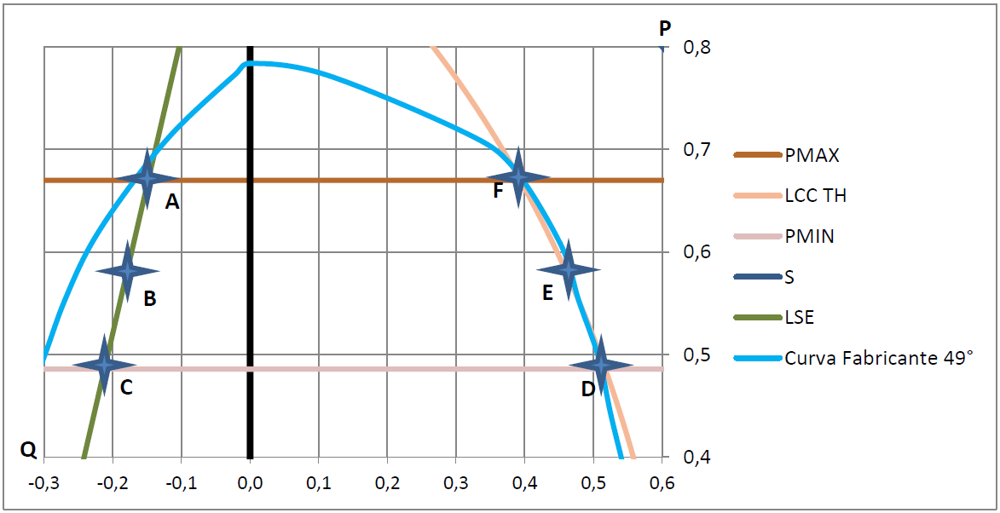 P
0,8
0,7
0,6
0,5
0,4
A
F
B
E
C
D
Q
-0,3 -0,2 -0,1 0,0 0,1 0,2 0,3 0,4 0,5 0,6
PMAX
LCC TH
PMIN
S
LSE
Curva Fabricante 49°